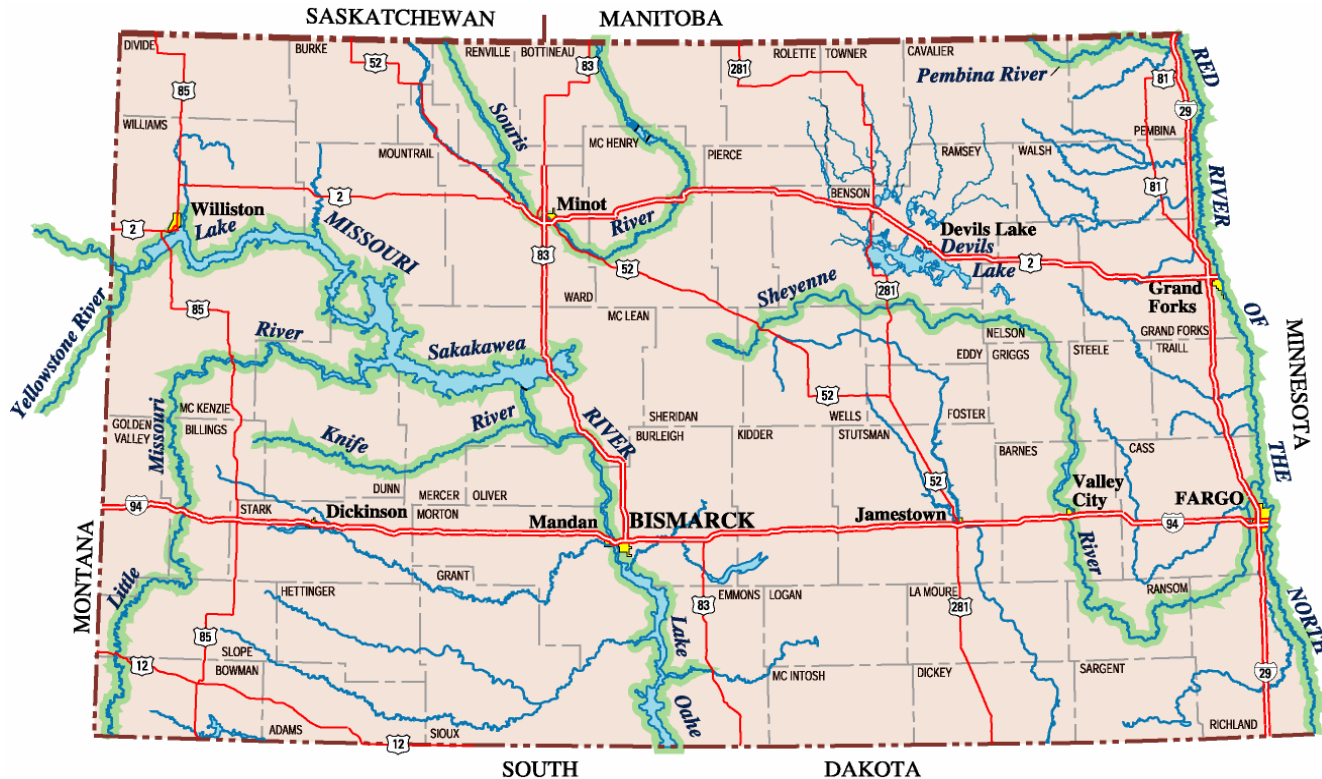 SASKATCHEWAN
MANITOBA
DIVIDE
BURKE
RENVILLE
BOTTINEAU
ROLETTE
TOWNER
CAVALIER
52
83
281
Pembina River
RED
81
85
29
WILLIAMS
Souris
PEMBINA
MOUNTRAIL
MC HENRY
PIERCE
RAMSEY
WALSH
RIVER
2
BENSON
81
Williston
Lake
Minot
2
MISSOURI
River
Devils Lake
Devils
Lake
2
83
52
Sheyenne
281
Grand
Forks
WARD
MC LEAN
OF
85
River
NELSON
GRAND FORKS
MINNESOTA
Yellowstone River
Sakakawea
EDDY
GRIGGS
STEELE
TRAILL
52
MC KENZIE
GOLDEN
VALLEY
BILLINGS
Missouri
Knife
River
RIVER
SHERIDAN
WELLS
FOSTER
BURLEIGH
KIDDER
STUTSMAN
BARNES
CASS
THE
52
DUNN
MERCER
OLIVER
Valley
City
FARGO
94
STARK
Dickinson
MORTON
Mandan
BISMARCK
Jamestown
94
MONTANA
Little
GRANT
River
HETTINGER
EMMONS
LOGAN
LA MOURE
RANSOM
NORTH
83
281
85
Lake
SLOPE
12
BOWMAN
MC INTOSH
DICKEY
SARGENT
29
Oahe
ADAMS
SIOUX
12
RICHLAND
SOUTH
DAKOTA